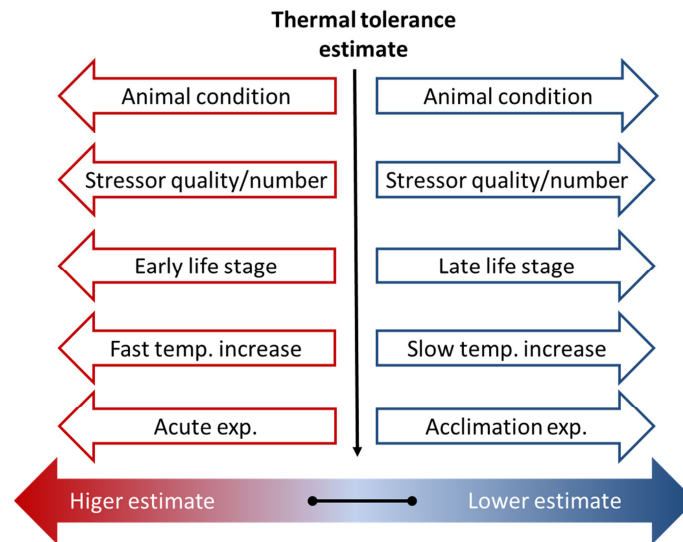 Thermal tolerance
estimate
Animal condition
Animal condition
Stressor quality/number
Stressor quality/number
Early life stage
Late life stage
Fast temp. increase
Slow temp. increase
Acute exp.
Acclimation exp.
Higer estimate
Lower estimate